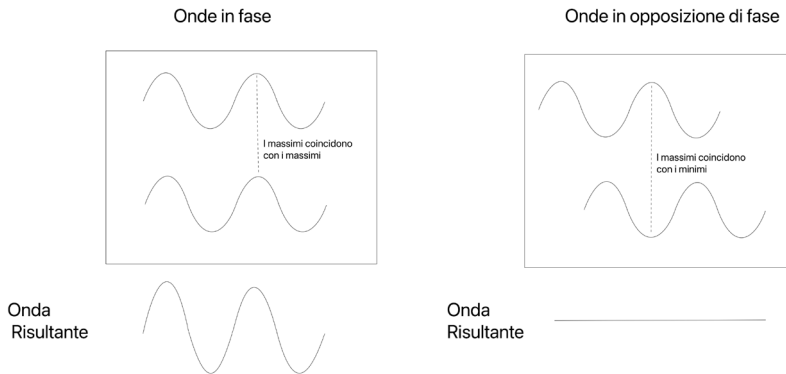 Onde in fase
I massimi coincidono
con i massimi
Onda
Risultante
Onde in opposizione di fase
I massimi coincidono
con i minimi
Onda
Risultante